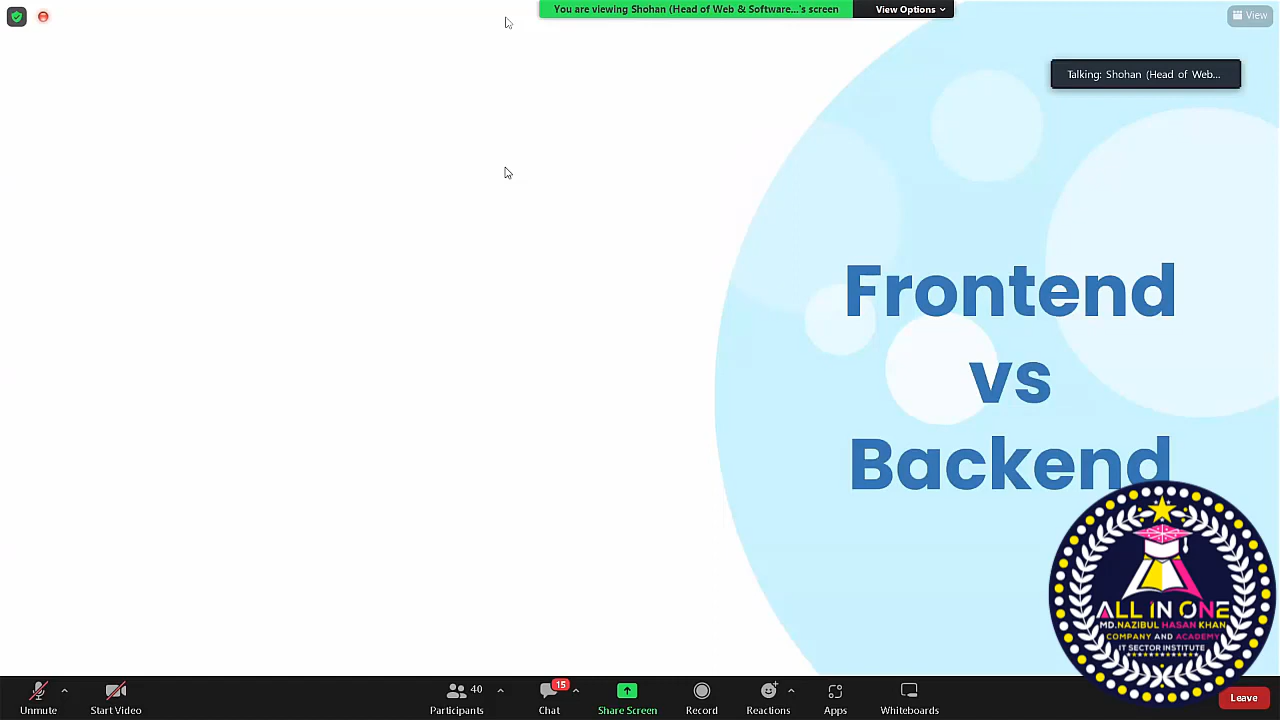 You are viewing Shohan (Head of Web & Software...'s screen
View Options
View
Talking: Shohan (Head of Web...
Frontend
vs
Backend
ALL IN ONE
MD.NAZIBUL HASAN KHAN
COMPANY AND ACADEMY
IT SECTOR INSTITUTE
Unmute
Start Video
40
Participants
15
Chat
Share Screen
Record
Reactions
Apps
Whiteboards
Leave